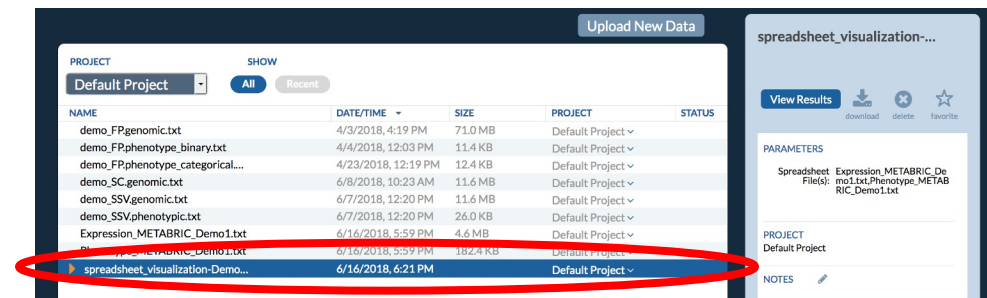 Upload New Data
PROJECT SHOW
Default Project All Recent
NAME DATE/TIME SIZE PROJECT STATUS
demo_FP.genomic.txt 4/3/2018, 4:19 PM 71.0 MB Default Project
demo_FP.phenotype_binary.txt 4/4/2018, 12:03 PM 11.4 KB Default Project
demo_FP.phenotype_categorical.... 4/23/2018, 12:19 PM 12.4 KB Default Project
demo_SC.genomic.txt 6/8/2018, 10:23 AM 11.6 MB Default Project
demo_SSV.genomic.txt 6/7/2018, 12:20 PM 11.6 MB Default Project
demo_SSV.phenotypic.txt 6/7/2018, 12:20 PM 26.0 KB Default Project
Expression_METABRIC_Demo1.txt 6/16/2018, 5:59 PM 4.6 MB Default Project
Phenotype_METABRIC_Demo1.txt 6/16/2018, 5:59 PM 182.4 KB Default Project
spreadsheet_visualization-Demo... 6/16/2018, 6:21 PM Default Project
spreadsheet_visualization-...
View Results
download delete favorite
PARAMETERS
Spreadsheet Expression_METABRIC_De
File(s): mo1.txt,Phenotype_METAB
RIC_Demo1.txt
PROJECT
Default Project
NOTES